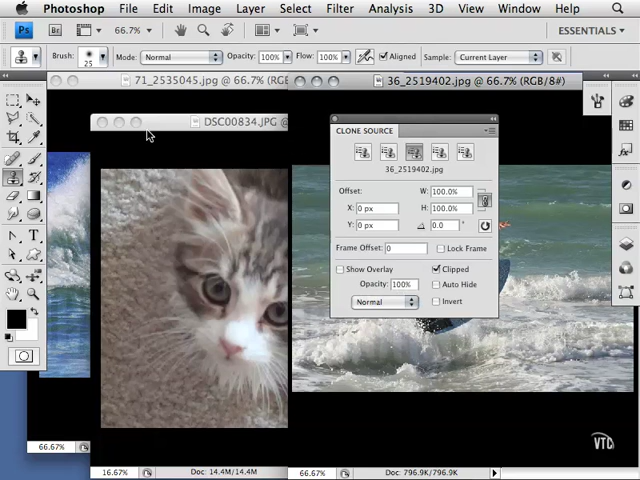 Photoshop File Edit Image Layer Select Filter Analysis 3D View Window Help
Ps Br 66.7% ESSENTIALS
Brush: 25 Mode: Normal Opacity: 100% Flow: 100% Aligned Sample: Current Layer
71_2535045.jpg @ 66.7% (RGB/8
36_2519402.jpg @ 66.7% (RGB/8#)
DSC00834.JPG @
CLONE SOURCE
36_2519402.jpg
Offset: W: 100.0%
X: 0 px H: 100.0%
Y: 0 px 0.0 °
Frame Offset: 0 Lock Frame
Show Overlay Clipped
Opacity: 100% Auto Hide
Normal Invert
T
VTC
66.67%
16.67% Doc: 14.4M/14.4M
66.67% Doc: 796.9K/796.9K